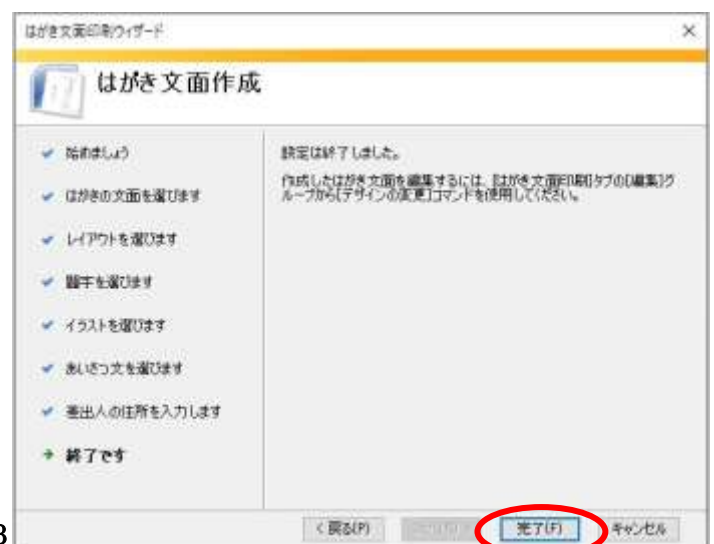 はがき文面印刷ウィザード
はがき文面作成
始めましょう
はがきの文面を選びます
レイアウトを選びます
題字を選びます
イラストを選びます
あいさつ文を選びます
差出人の住所を入力します
終了です
設定は終了しました。
作成したはがき文面を編集するには、[はがき文面印刷]タブの[編集]グ
ループから[デザインの変更]コマンドを使用してください。
< 戻る(P)
完了(F)
キャンセル
3